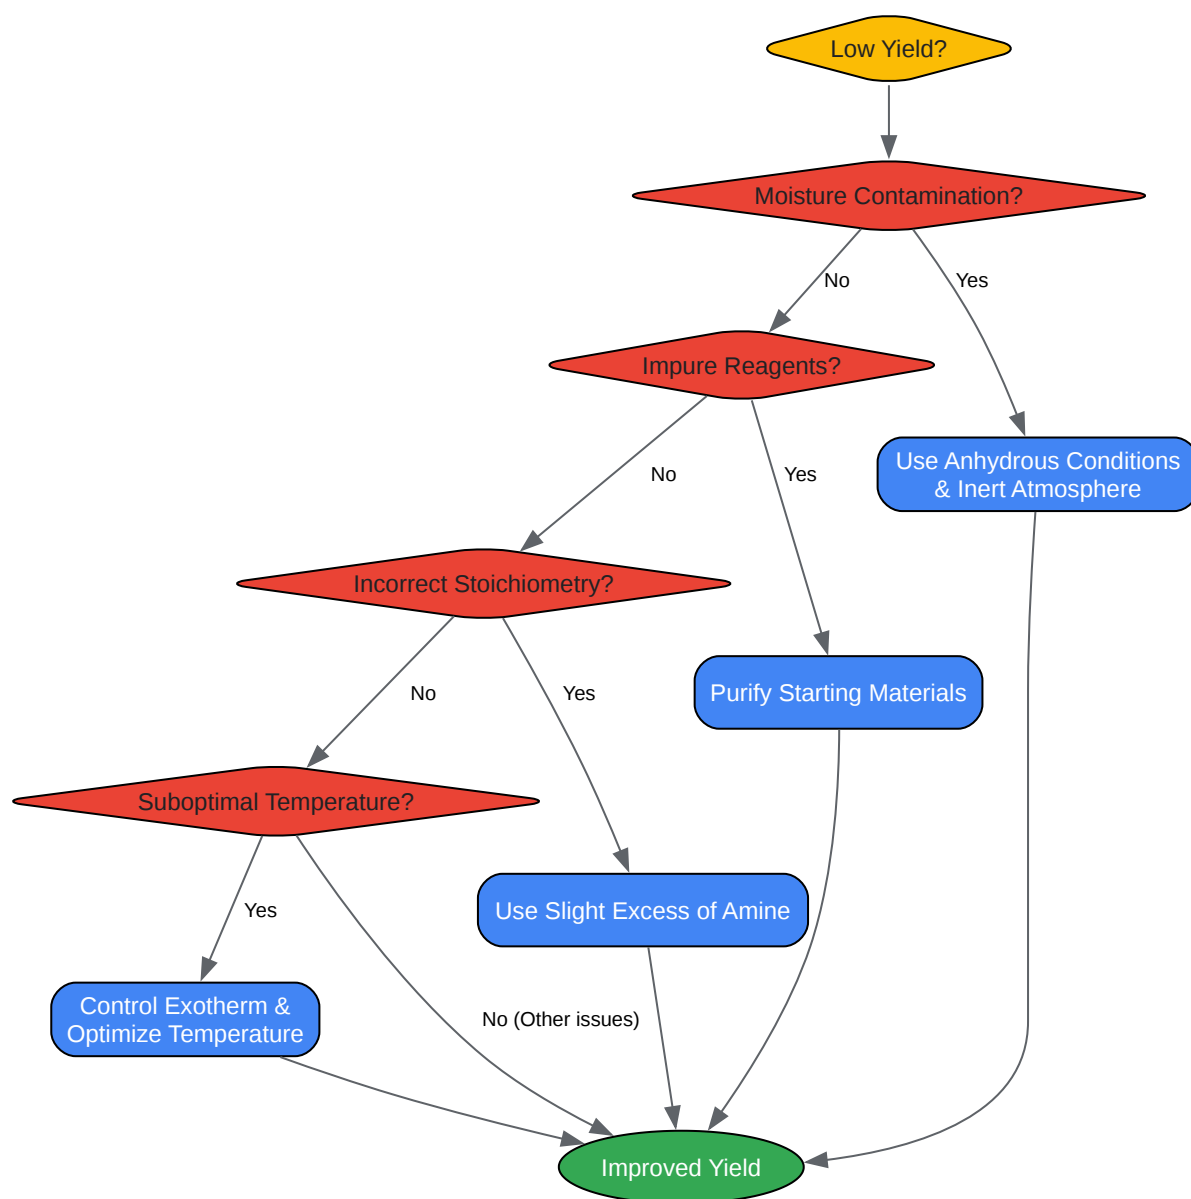 Low Yield?
Moisture Contamination?
No
Yes
Impure Reagents?
Use Anhydrous Conditions
& Inert Atmosphere
No
Yes
Incorrect Stoichiometry?
Purify Starting Materials
No
Yes
Suboptimal Temperature?
Use Slight Excess of Amine
Yes
Control Exotherm &
Optimize Temperature
No (Other issues)
Improved Yield